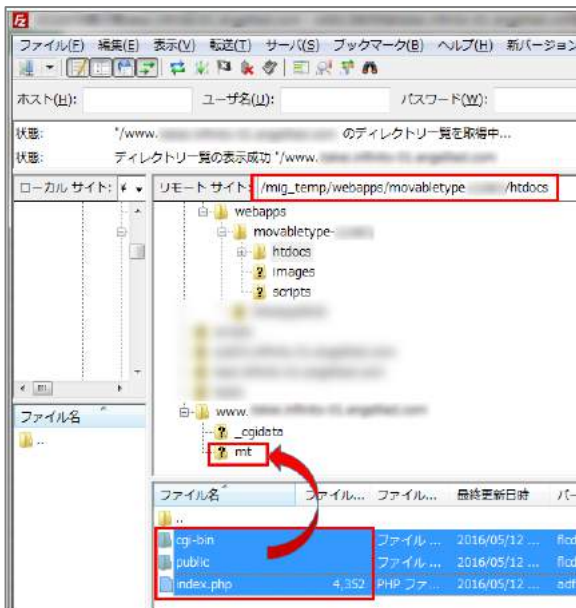 ファイル(F) 編集(E) 表示(V) 転送(T) サーバ(S) ブックマーク(B) ヘルプ(H) 新バージョン
ホスト(H): ユーザ名(U): パスワード(W):
状態: "/www. のディレクトリ一覧を取得中...
状態: ディレクトリ一覧の表示成功 "/www.
ローカル サイト: リモート サイト: /mig_temp/webapps/movabletype /htdocs
webapps
movabletype-
htdocs
images
scripts
www.
_cgidata
mt
ファイル名
..
ファイル名 ファイル... ファイル... 最終更新日時 パー
..
cgi-bin ファイル ... 2016/05/12 ... flcd
public ファイル ... 2016/05/12 ... flcd
index.php 4,352 PHP ファ... 2016/05/12 ... adf